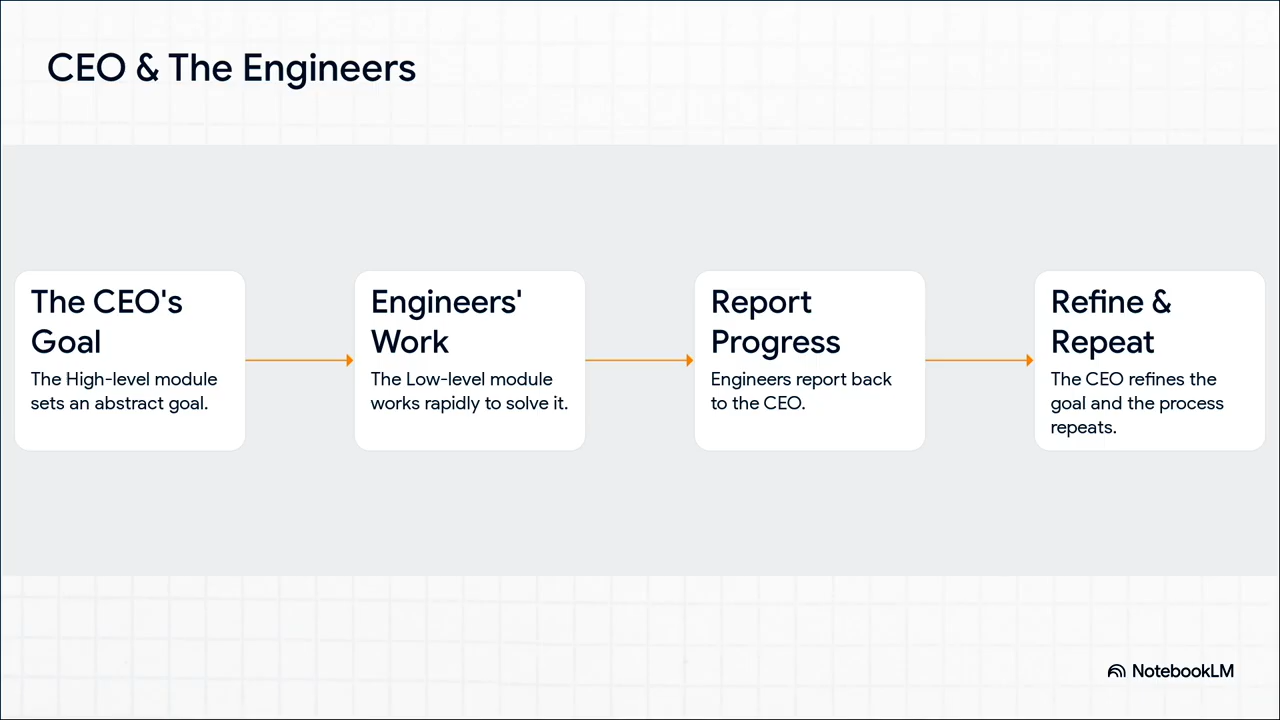 CEO & The Engineers
The CEO's
Goal
The High-level module
sets an abstract goal.
Engineers'
Work
The Low-level module
works rapidly to solve it.
Report
Progress
Engineers report back
to the CEO.
Refine &
Repeat
The CEO refines the
goal and the process
repeats.
NotebookLM